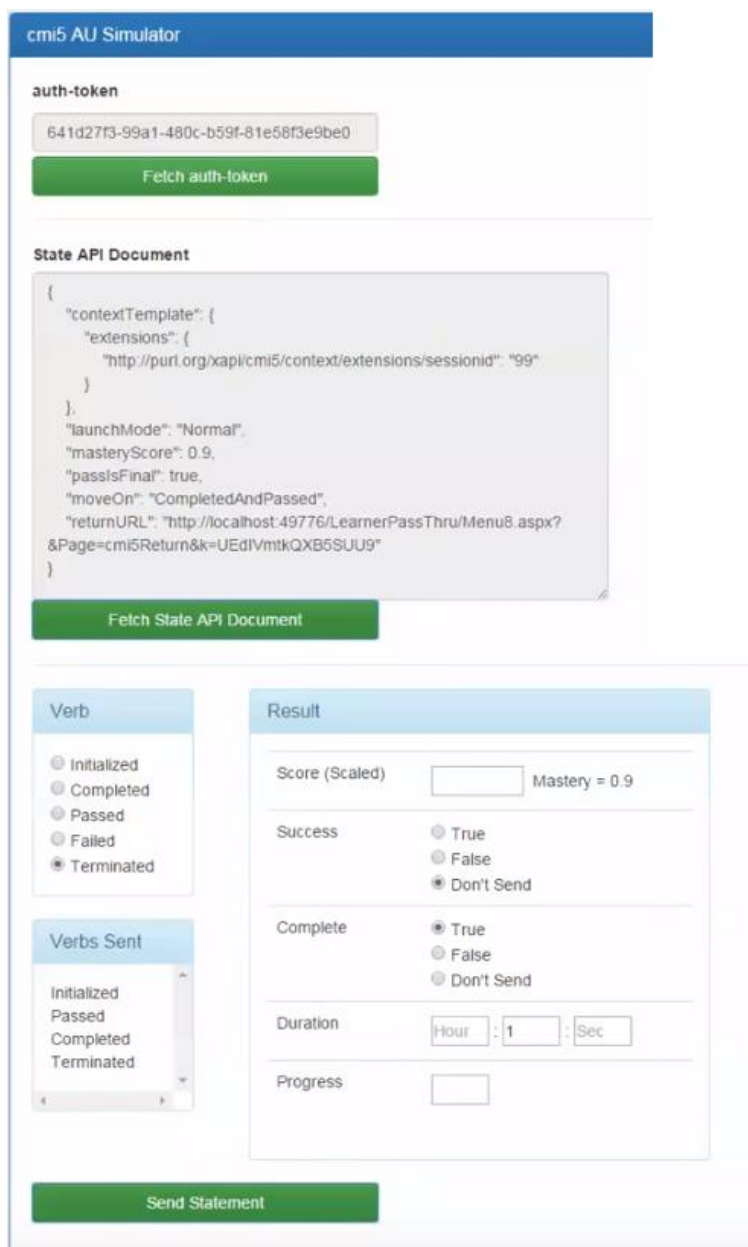 cmi5 AU Simulator
auth-token
641d27f3-99a1-480c-b59f-81e58f3e9be0
Fetch auth-token
State API Document
{
"contextTemplate": {
"extensions": {
"http://purl.org/xapi/cmi5/context/extensions/sessionid": "99"
}
},
"launchMode": "Normal",
"masteryScore": 0.9,
"passIsFinal": true,
"moveOn": "CompletedAndPassed",
"returnURL": "http://localhost:49776/LearnerPassThru/Menu8.aspx?
&Page=cmi5Return&k=UEdIVmtkQXB5SUU9"
}
Fetch State API Document
Verb
Initialized
Completed
Passed
Failed
Terminated
Verbs Sent
Initialized
Passed
Completed
Terminated
Result
Score (Scaled) Mastery = 0.9
Success True
False
Don't Send
Complete True
False
Don't Send
Duration Hour : 1 : Sec
Progress
Send Statement